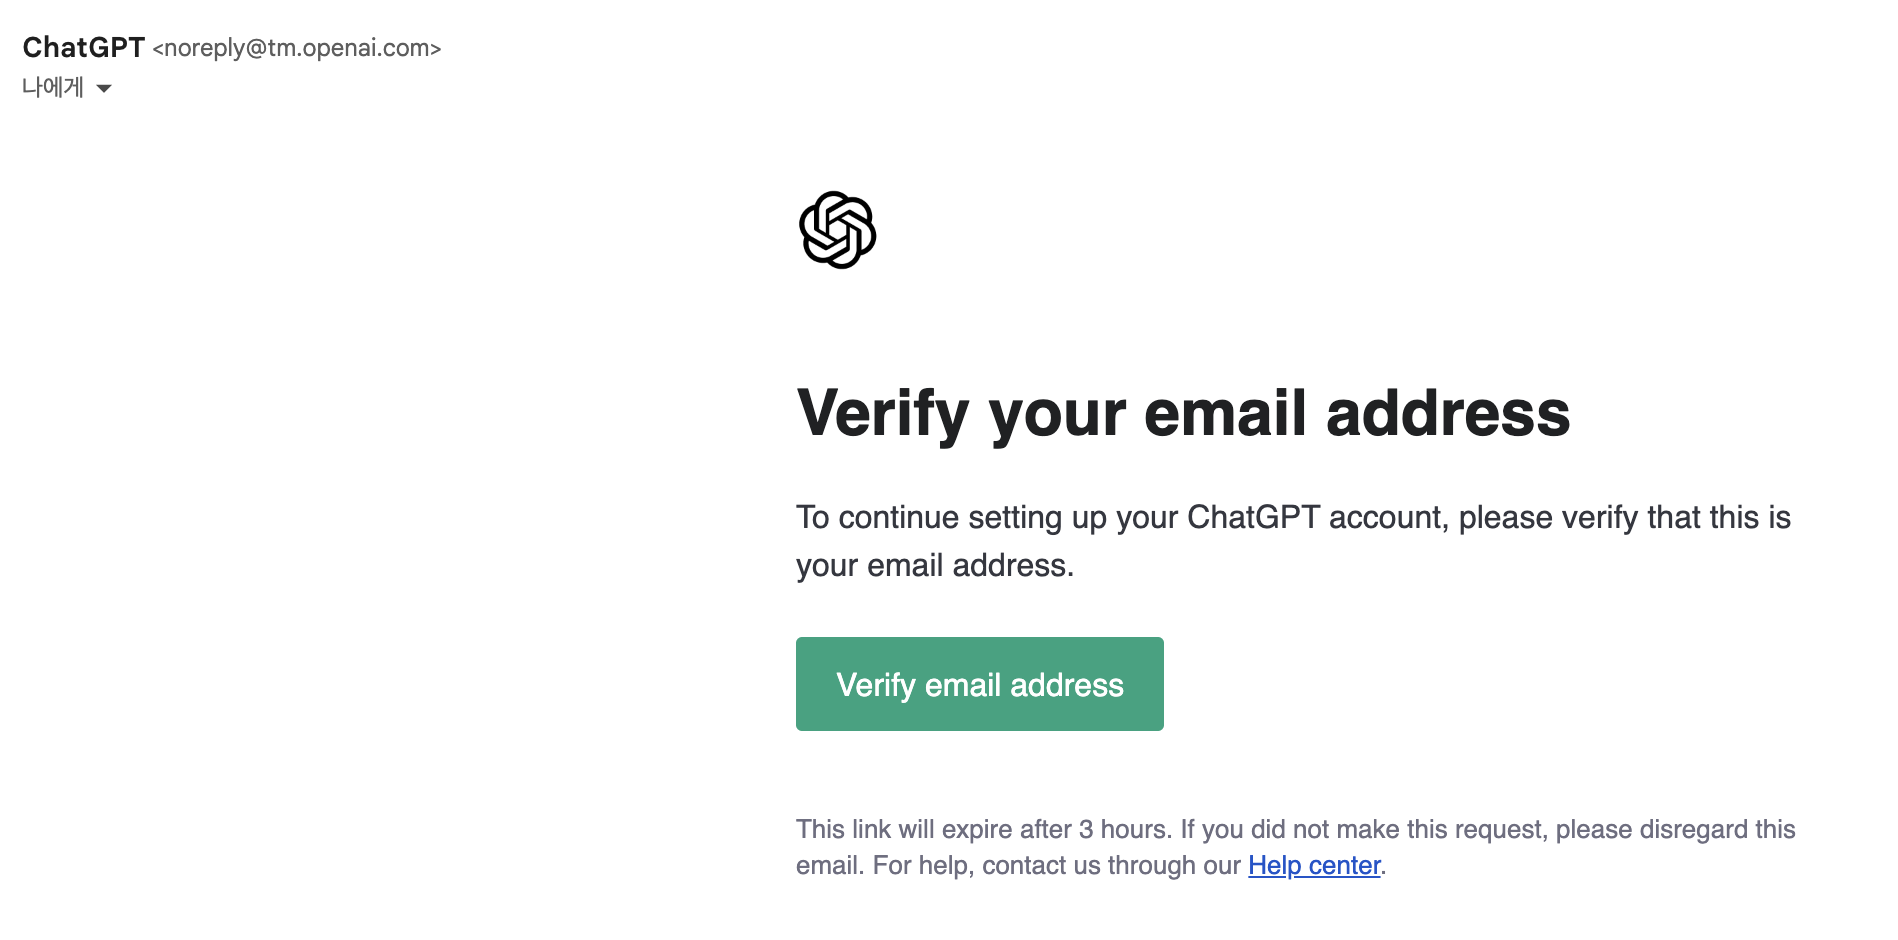 ChatGPT <noreply@tm.openai.com>
나에게
Verify your email address
To continue setting up your ChatGPT account, please verify that this is
your email address.
Verify email address
This link will expire after 3 hours. If you did not make this request, please disregard this
email. For help, contact us through our Help center.